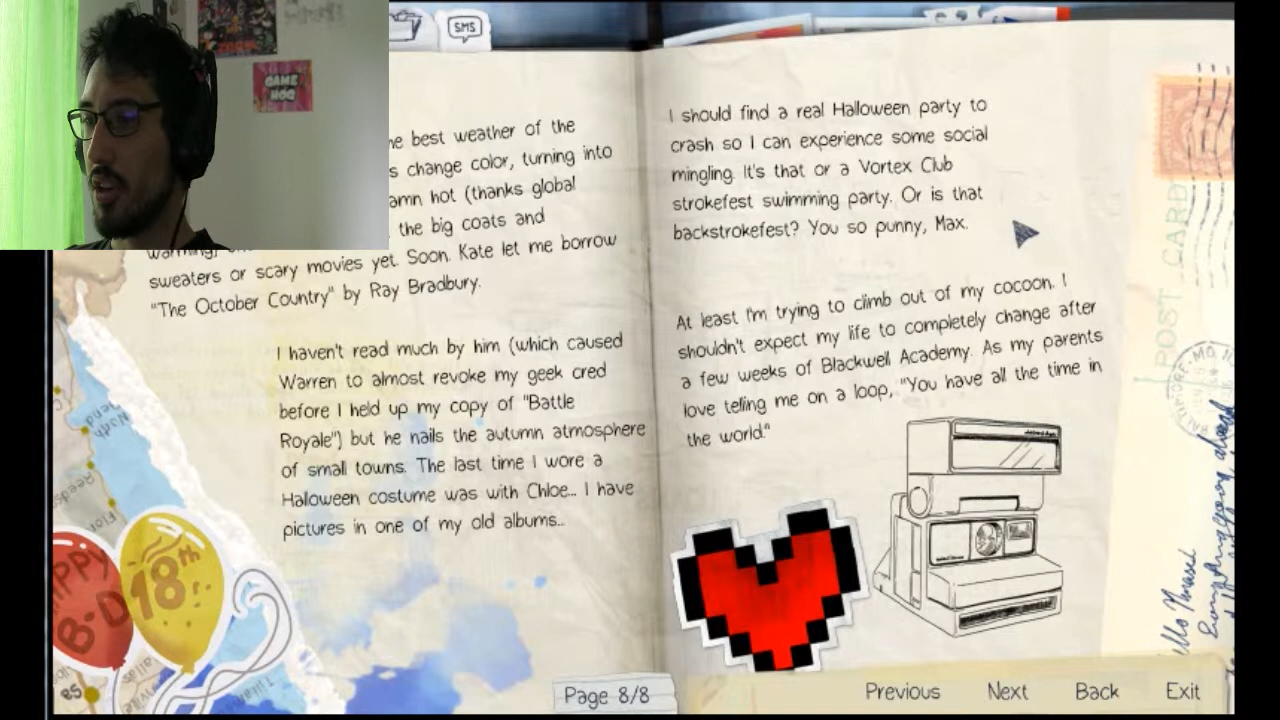 GAME
HOQ
SMS
he best weather of the
s change color, turning into
amn hot (thanks global
the big coats and
warming,
sweaters or scary movies yet. Soon. Kate let me borrow
"The October Country" by Ray Bradbury.
I haven't read much by him (which caused
Warren to almost revoke my geek cred
before I held up my copy of "Battle
Royale") but he nails the autumn atmosphere
of small towns. The last time I wore a
Halloween costume was with Chloe... I have
pictures in one of my old albums...
I should find a real Halloween party to
crash so I can experience some social
mingling. It's that or a Vortex Club
strokefest swimming party. Or is that
backstrokefest? You so punny, Max.
At least I'm trying to climb out of my cocoon. I
shouldn't expect my life to completely change after
a few weeks of Blackwell Academy. As my parents
love telling me on a loop, "You have all the time in
the world."
POST CARD
PPY
B-D
18th
Page 8/8
Previous
Next
Back
Exit